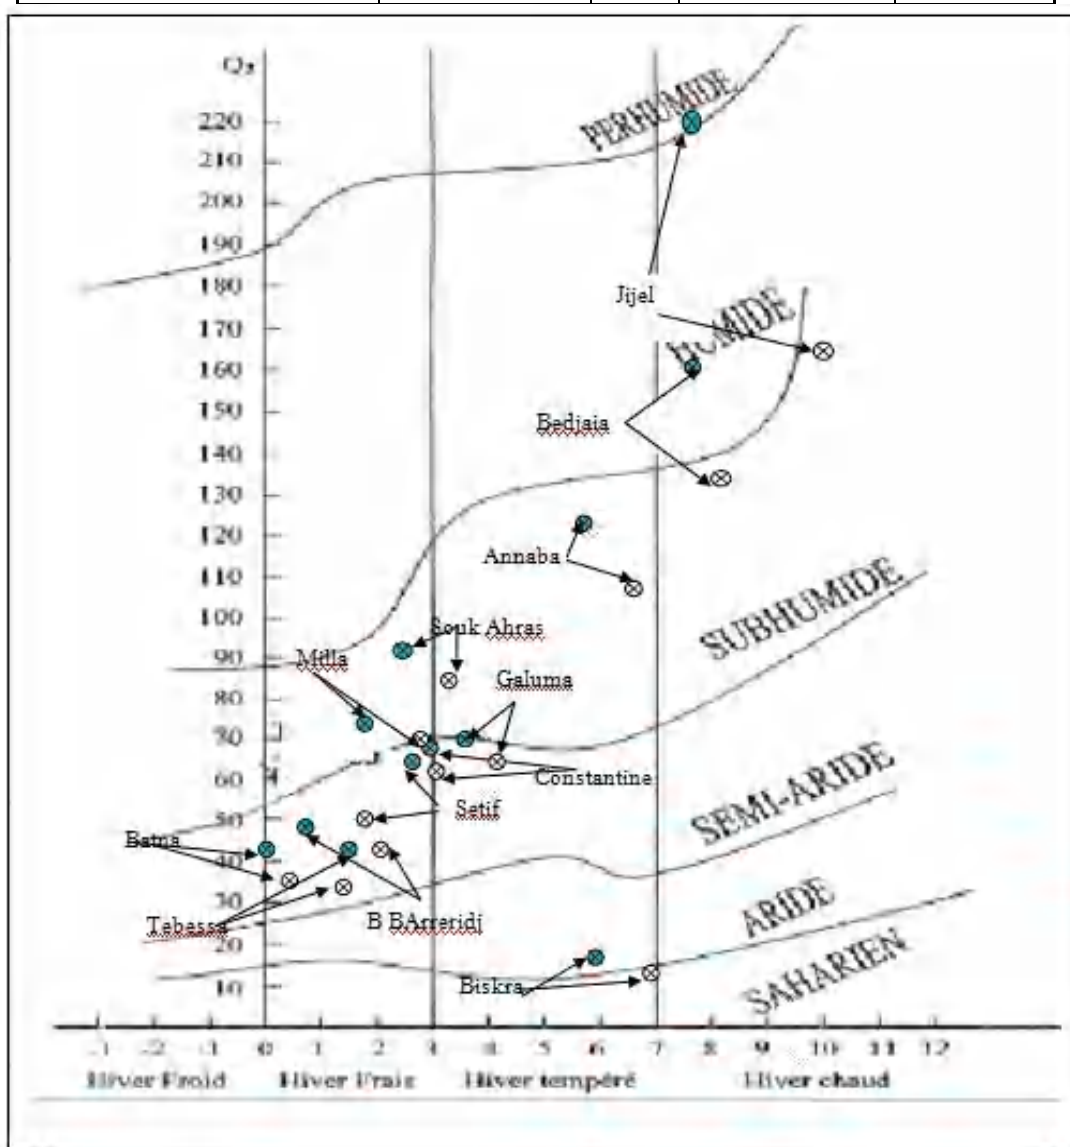 Q₂
PERHUMIDE
220
210
200
190
180
Jijel
170
HUMIDE
160
150
Bedjaia
140
130
120
Annaba
110
100
SUBHUMIDE
Souk Ahras
90
Milla
80
Galuma
70
60
Constantine
SEMI-ARIDE
50
Setif
Batna
40
30
ARIDE
Tebassa
B BArreridj
20
SAHARIEN
10
Biskra
-2 -1 0 1 2 3 4 5 6 7 8 9 10 11 12
Hiver Froid Hiver Frais Hiver tempéré Hiver chaud